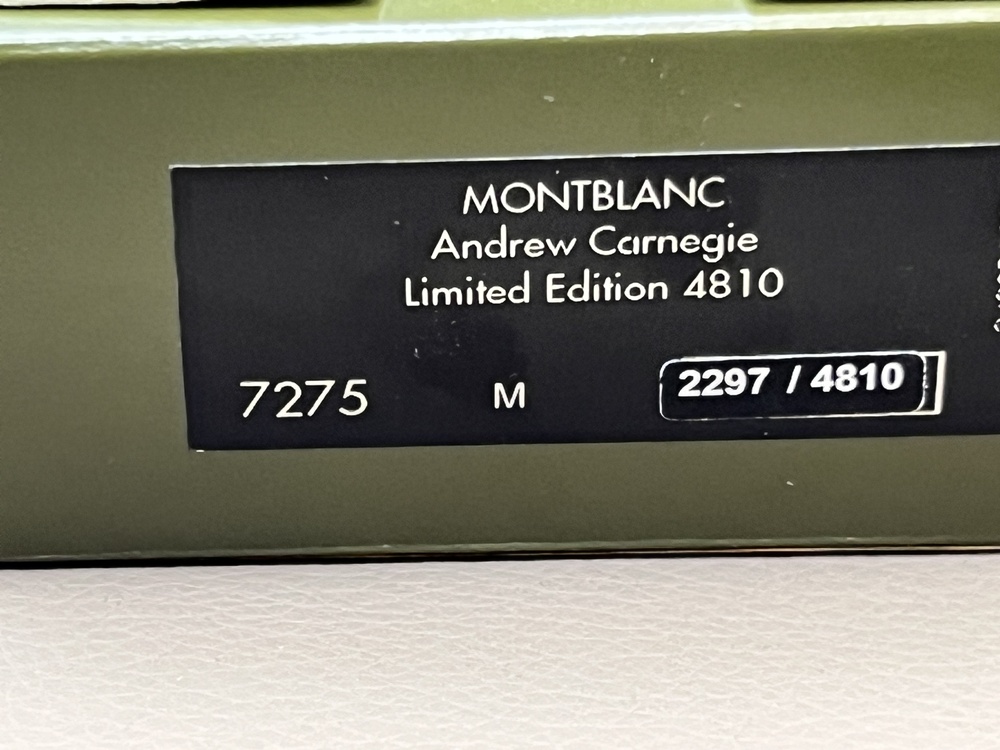 MONTBLANC
Andrew Carnegie
Limited Edition 4810
7275 M 2297 / 4810